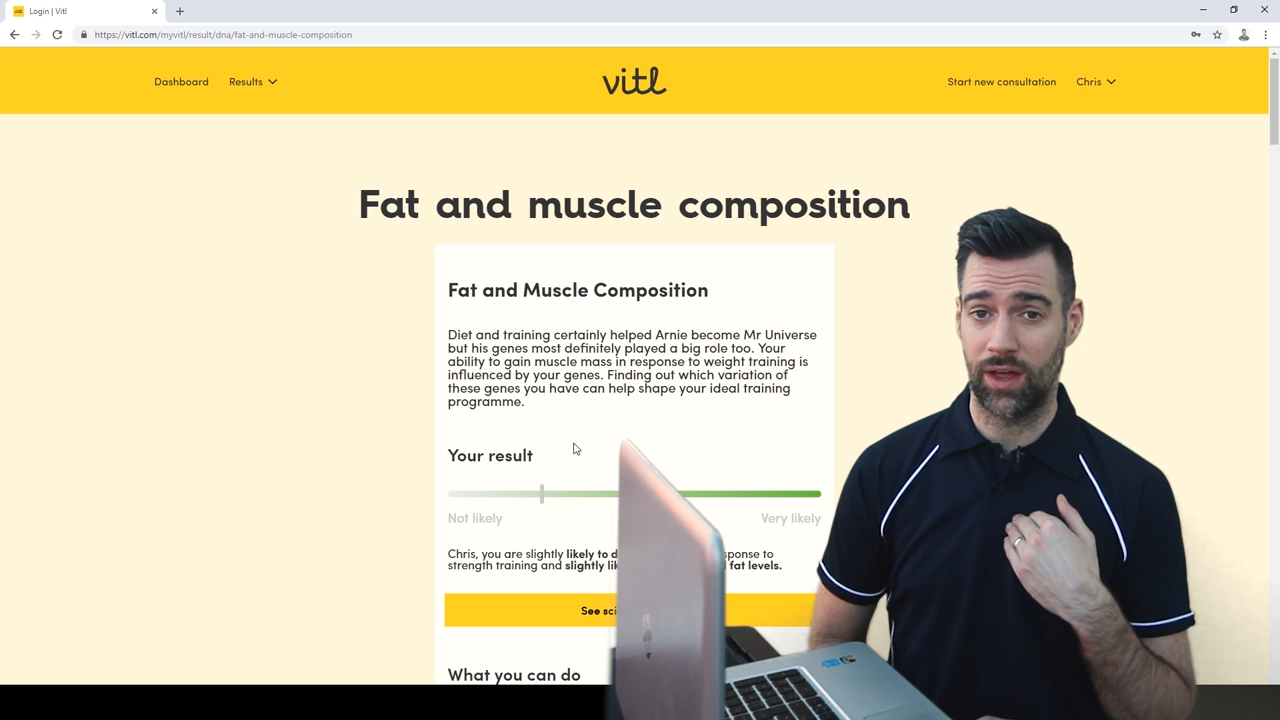 Login | Vitl
https://vitl.com/myvitl/result/dna/fat-and-muscle-composition
Dashboard
Results
vitl
Start new consultation
Chris
Fat and muscle composition
Fat and Muscle Composition
Diet and training certainly helped Arnie become Mr Universe
but his genes most definitely played a big role too. Your
ability to gain muscle mass in response to weight training is
influenced by your genes. Finding out which variation of
these genes you have can help shape your ideal training
programme.
Your result
Not likely
Very likely
Chris, you are slightly likely to
strength training and slightly fat levels.
See
What you can do